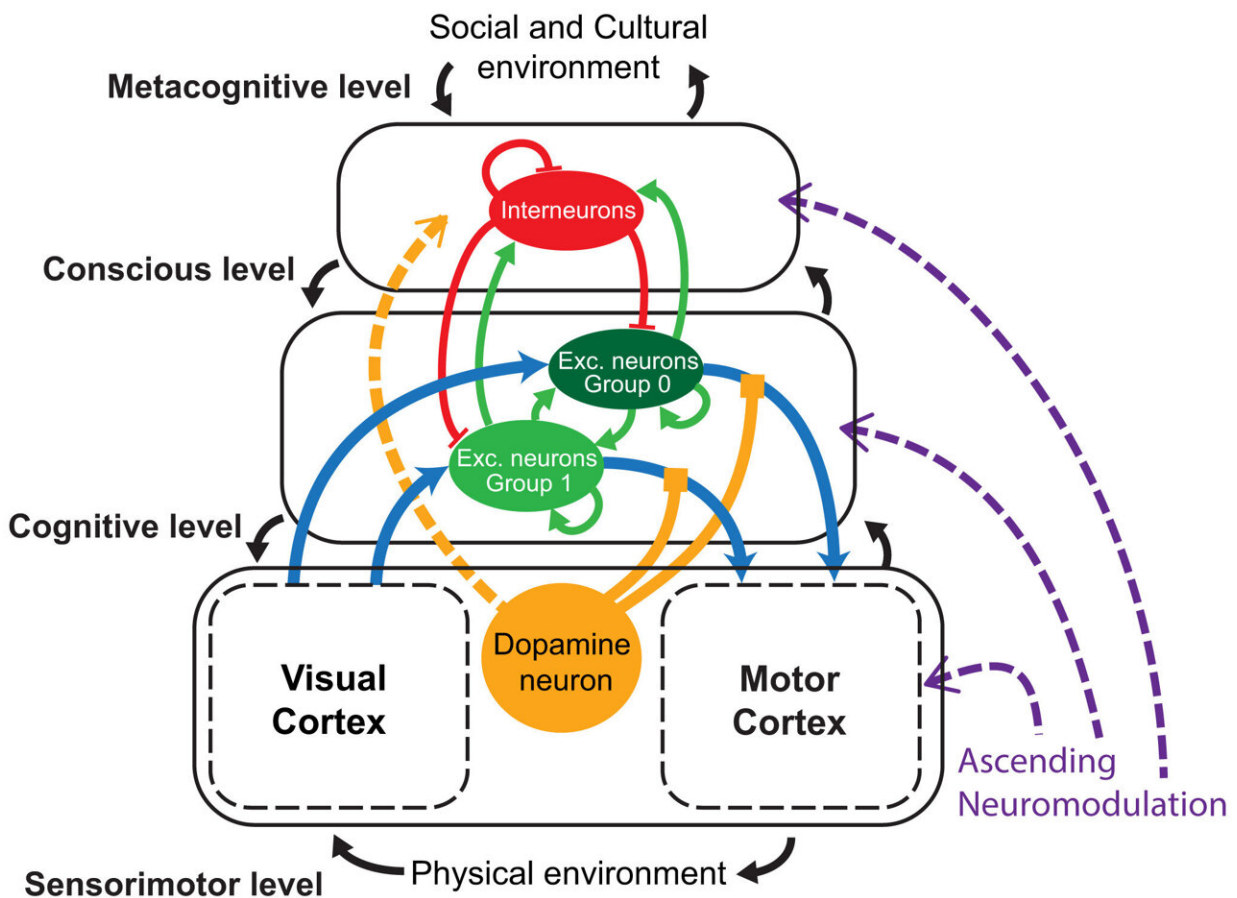 Social and Cultural
environment
Metacognitive level
Interneurons
Conscious level
Exc. neurons
Group 0
Exc. neurons
Group 1
Cognitive level
Dopamine
neuron
Visual
Cortex
Motor
Cortex
Ascending
Neuromodulation
Physical environment
Sensorimotor level